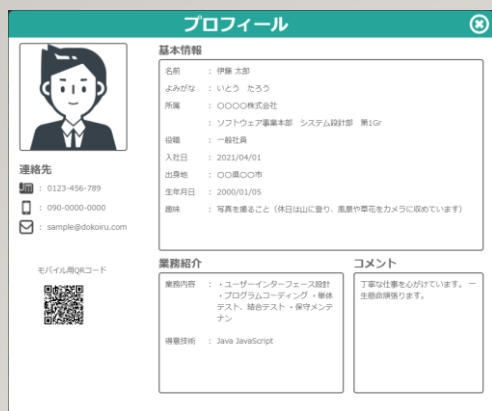 プロフィール
連絡先
: 0123-456-789
: 090-0000-0000
: sample@dokoiru.com
モバイル用QRコード
基本情報
名前 : 伊藤 太郎
よみがな : いとう たろう
所属 : 〇〇〇〇株式会社
: ソフトウェア事業本部 システム設計部 第1Gr
役職 : 一般社員
入社日 : 2021/04/01
出身地 : 〇〇県〇〇市
生年月日 : 2000/01/05
趣味 : 写真を撮ること（休日は山に登り、風景や草花をカメラに収めています）
業務紹介
業務内容 : ・ユーザーインターフェース設計
・プログラムコーディング ・単体
テスト、結合テスト ・保守メンテ
ナン
得意技術 : Java JavaScript
コメント
丁寧な仕事を心がけています。 一
生懸命頑張ります。